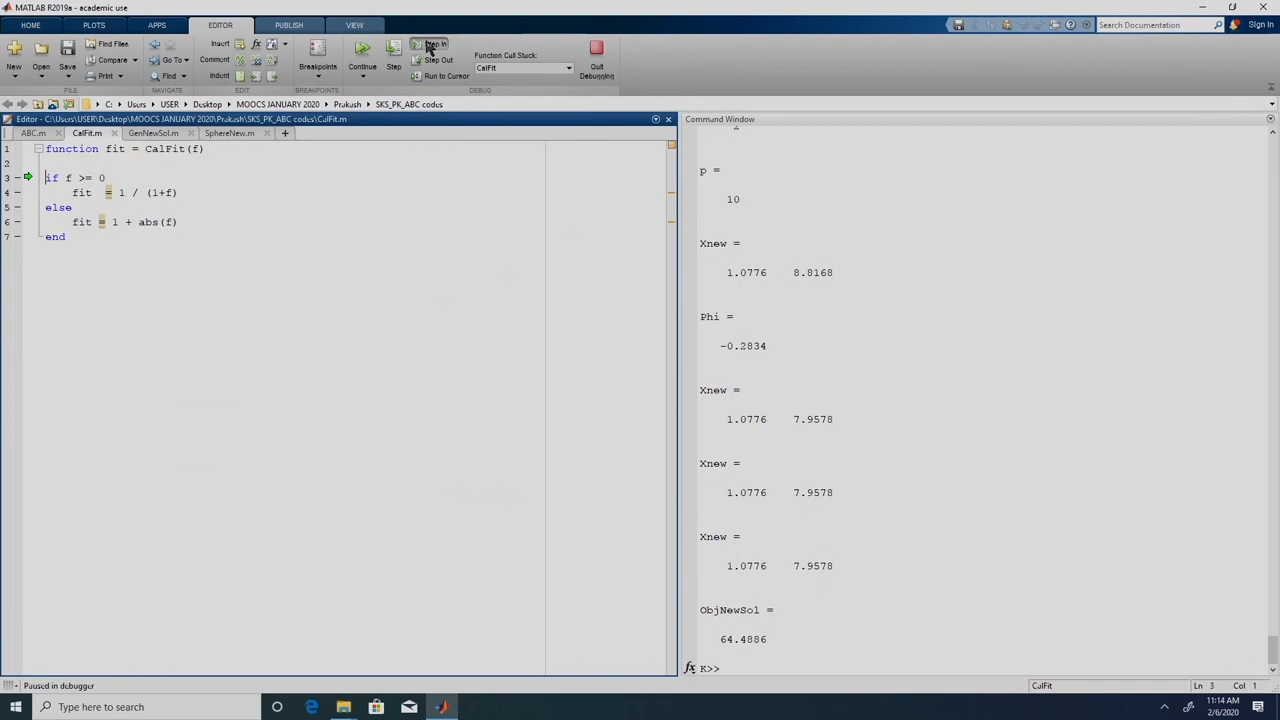 MATLAB R2019a - academic use
HOME PLOTS APPS EDITOR PUBLISH VIEW
Search Documentation Sign In
New Open Save Find Files Compare Print
Go To Find
Insert Comment Indent
Breakpoints Continue Step
Step In
Step Out
Run to Cursor
Function Call Stack:
CalFit
Quit Debugging
FILE NAVIGATE EDIT BREAKPOINTS DEBUG
C: Users USER Desktop MOOCS JANUARY 2020 Prakash SKS_PK_ABC codes
Editor - C:\Users\USER\Desktop\MOOCS JANUARY 2020\Prakash\SKS_PK_ABC codes\CalFit.m
Command Window
ABC.m CalFit.m GenNewSol.m SphereNew.m
1 function fit = CalFit(f)
2
3 if f >= 0
4 fit = 1 / (1+f)
5 else
6 fit = 1 + abs(f)
7 end
2
p =
10
Xnew =
1.0776 8.8168
Phi =
-0.2834
Xnew =
1.0776 7.9578
Xnew =
1.0776 7.9578
Xnew =
1.0776 7.9578
ObjNewSol =
64.4886
fx K>>
Paused in debugger
CalFit Ln 3 Col 1
Type here to search
11:14 AM
2/6/2020